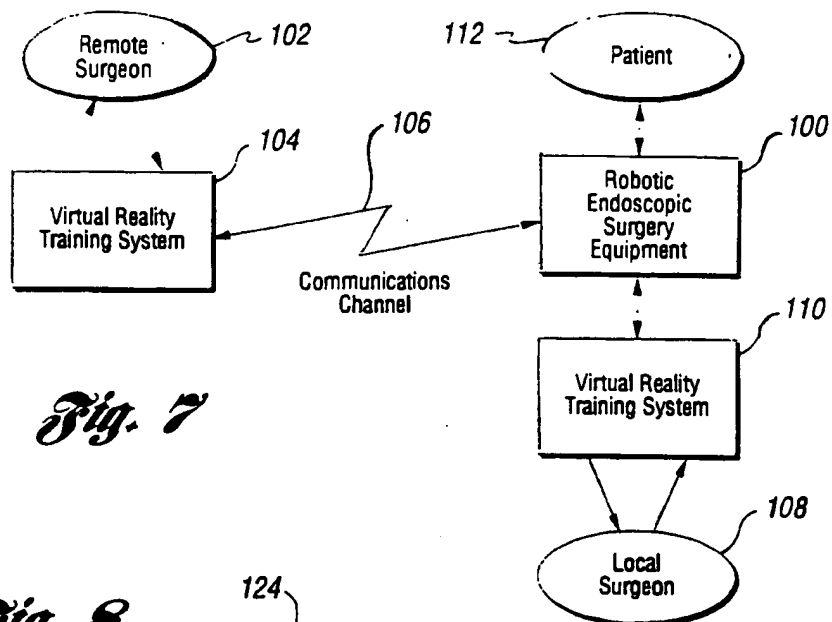 Remote
Surgeon
102
112
Patient
104
Virtual Reality
Training System
106
Communications
Channel
100
Robotic
Endoscopic
Surgery
Equipment
110
Virtual Reality
Training System
Fig. 7
108
Local
Surgeon
124